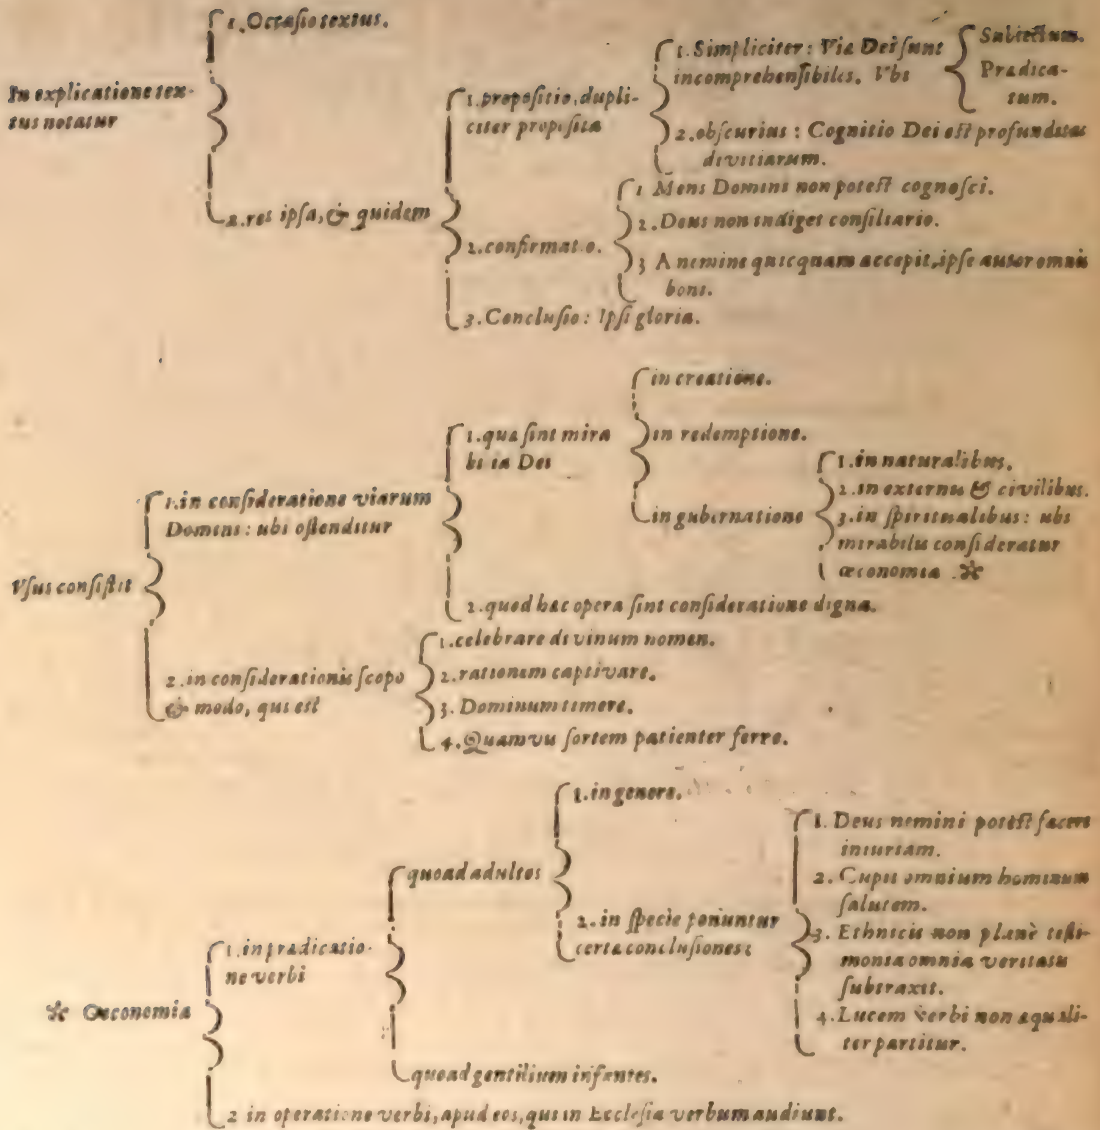 1. Occasio textus.
In explicatione tex-
tus notatur
2. res ipsa, & quidem
1. propositio, dupli-
citer proposita
1. Simpliciter: Viæ Dei sunt
incomprehensibiles. Vbi
Subiectum.
Prædica-
tum.
2. obscurius: Cognitio Dei est profunditas
divitiarum.
2. confirmatio.
1 Mens Domini non potest cognosci.
2. Deus non indiget consiliario.
3 A nemine quicquam accepit, ipse autor omnis
boni.
3. Conclusio: Ipsi gloria.
Vsus consistit
1. in consideratione viarum
Domini: ubi ostenditur
1. quæ sint mira
bilia Dei
in creatione.
in redemptione.
in gubernatione
1. in naturalibus.
2. in externis & civilibus.
3. in spiritualibus: ubi
mirabilis consideratur
œconomia . *
2. quod hæc opera sint consideratione digna.
2. in considerationis scopo
& modo, qui est
1. celebrare divinum nomen.
2. rationem captivare.
3. Dominum timere.
4. Quamvis sortem patienter ferre.
* Oeconomia
1. in prædicatio-
ne verbi
quoad adultos
1. in genere.
2. in specie ponuntur
certæ conclusiones:
1. Deus nemini potest facere
iniuriam.
2. Cupit omnium hominum
salutem.
3. Ethnicis non planè testi-
monia omnia veritatis
subtraxit.
4. Lucem verbi non æquali-
ter partitur.
quoad gentilium infantes.
2 in operatione verbi, apud eos, qui in Ecclesia verbum audiunt.